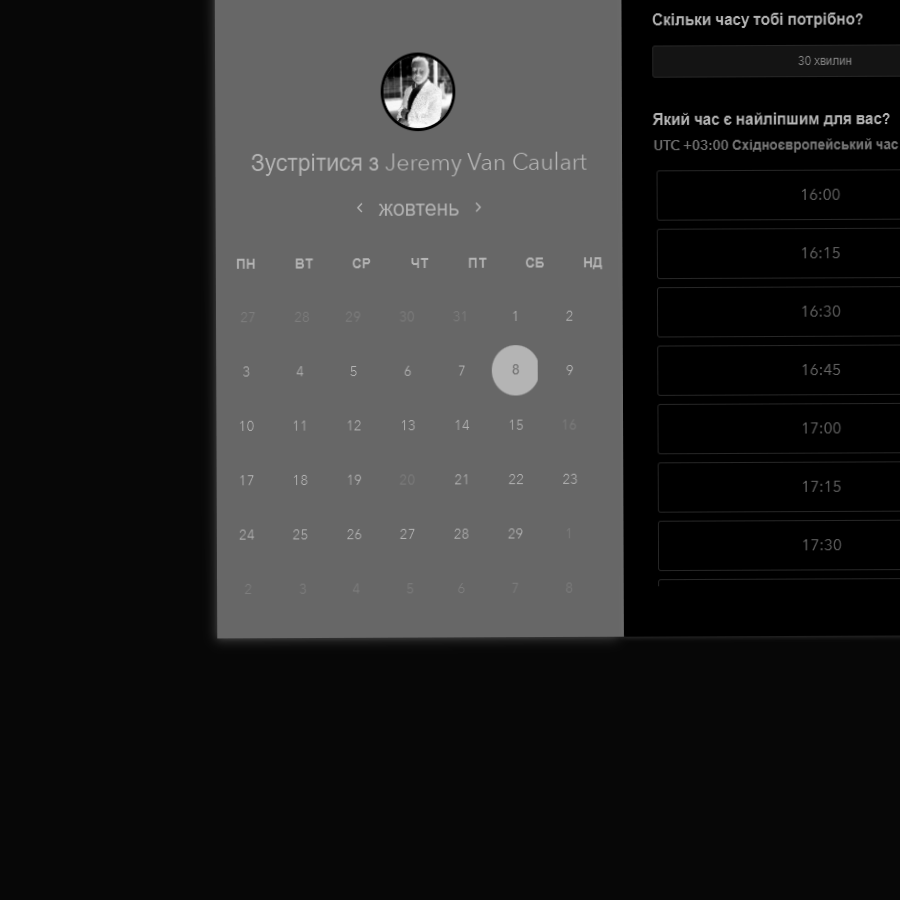 Зустрітися з Jeremy Van Caulart
жовтень
ПН ВТ СР ЧТ ПТ СБ НД
27 28 29 30 31 1 2
3 4 5 6 7 8 9
10 11 12 13 14 15 16
17 18 19 20 21 22 23
24 25 26 27 28 29 1
2 3 4 5 6 7 8
Скільки часу тобі потрібно?
30 хвилин
Який час є найліпшим для вас?
UTC +03:00 Східноєвропейський час
16:00
16:15
16:30
16:45
17:00
17:15
17:30